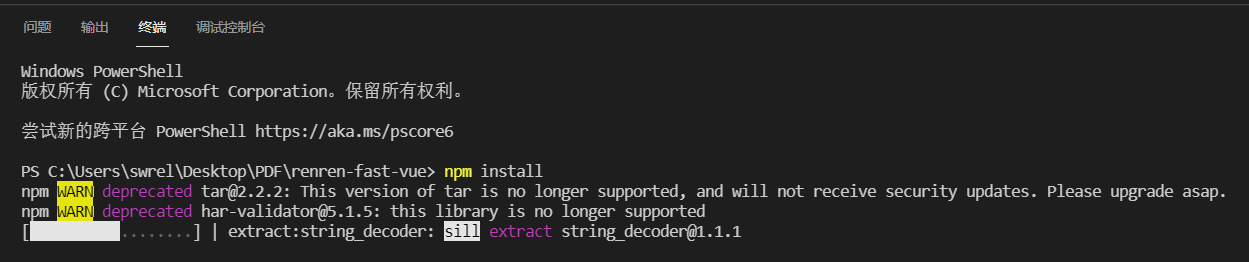 问题 输出 终端 调试控制台
Windows PowerShell
版权所有 (C) Microsoft Corporation。保留所有权利。
尝试新的跨平台 PowerShell https://aka.ms/pscore6
PS C:\Users\swrel\Desktop\PDF\renren-fast-vue> npm install
npm WARN deprecated tar@2.2.2: This version of tar is no longer supported, and will not receive security updates. Please upgrade asap.
npm WARN deprecated har-validator@5.1.5: this library is no longer supported
[          ........] | extract:string_decoder: sill extract string_decoder@1.1.1